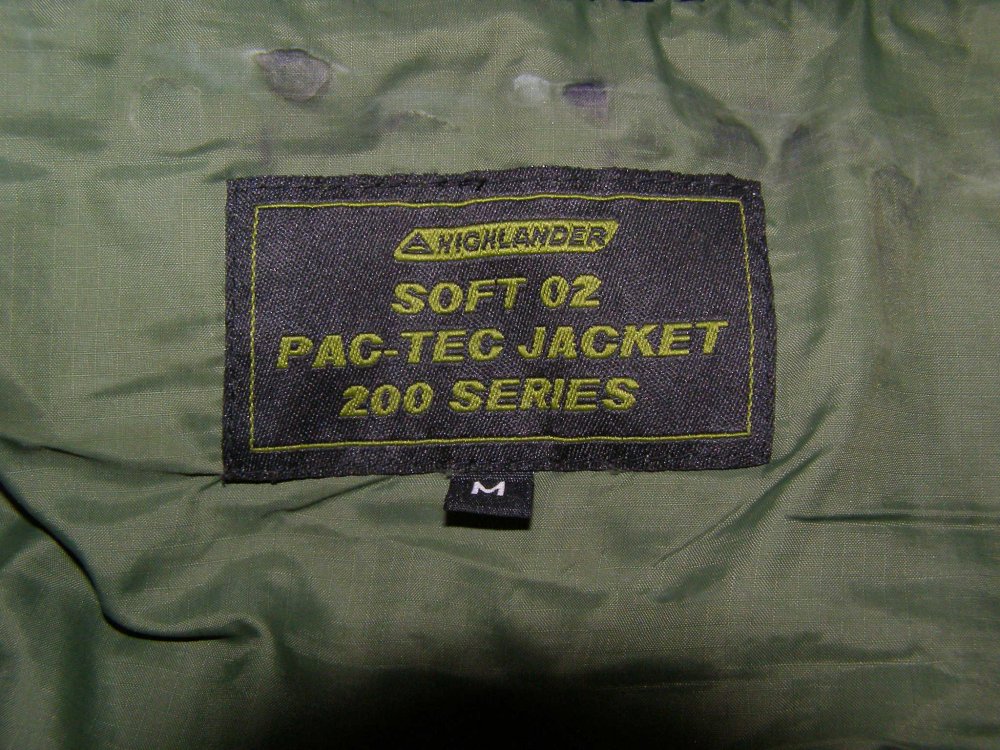 HIGHLANDER
SOFT 02
PAC-TEC JACKET
200 SERIES
M